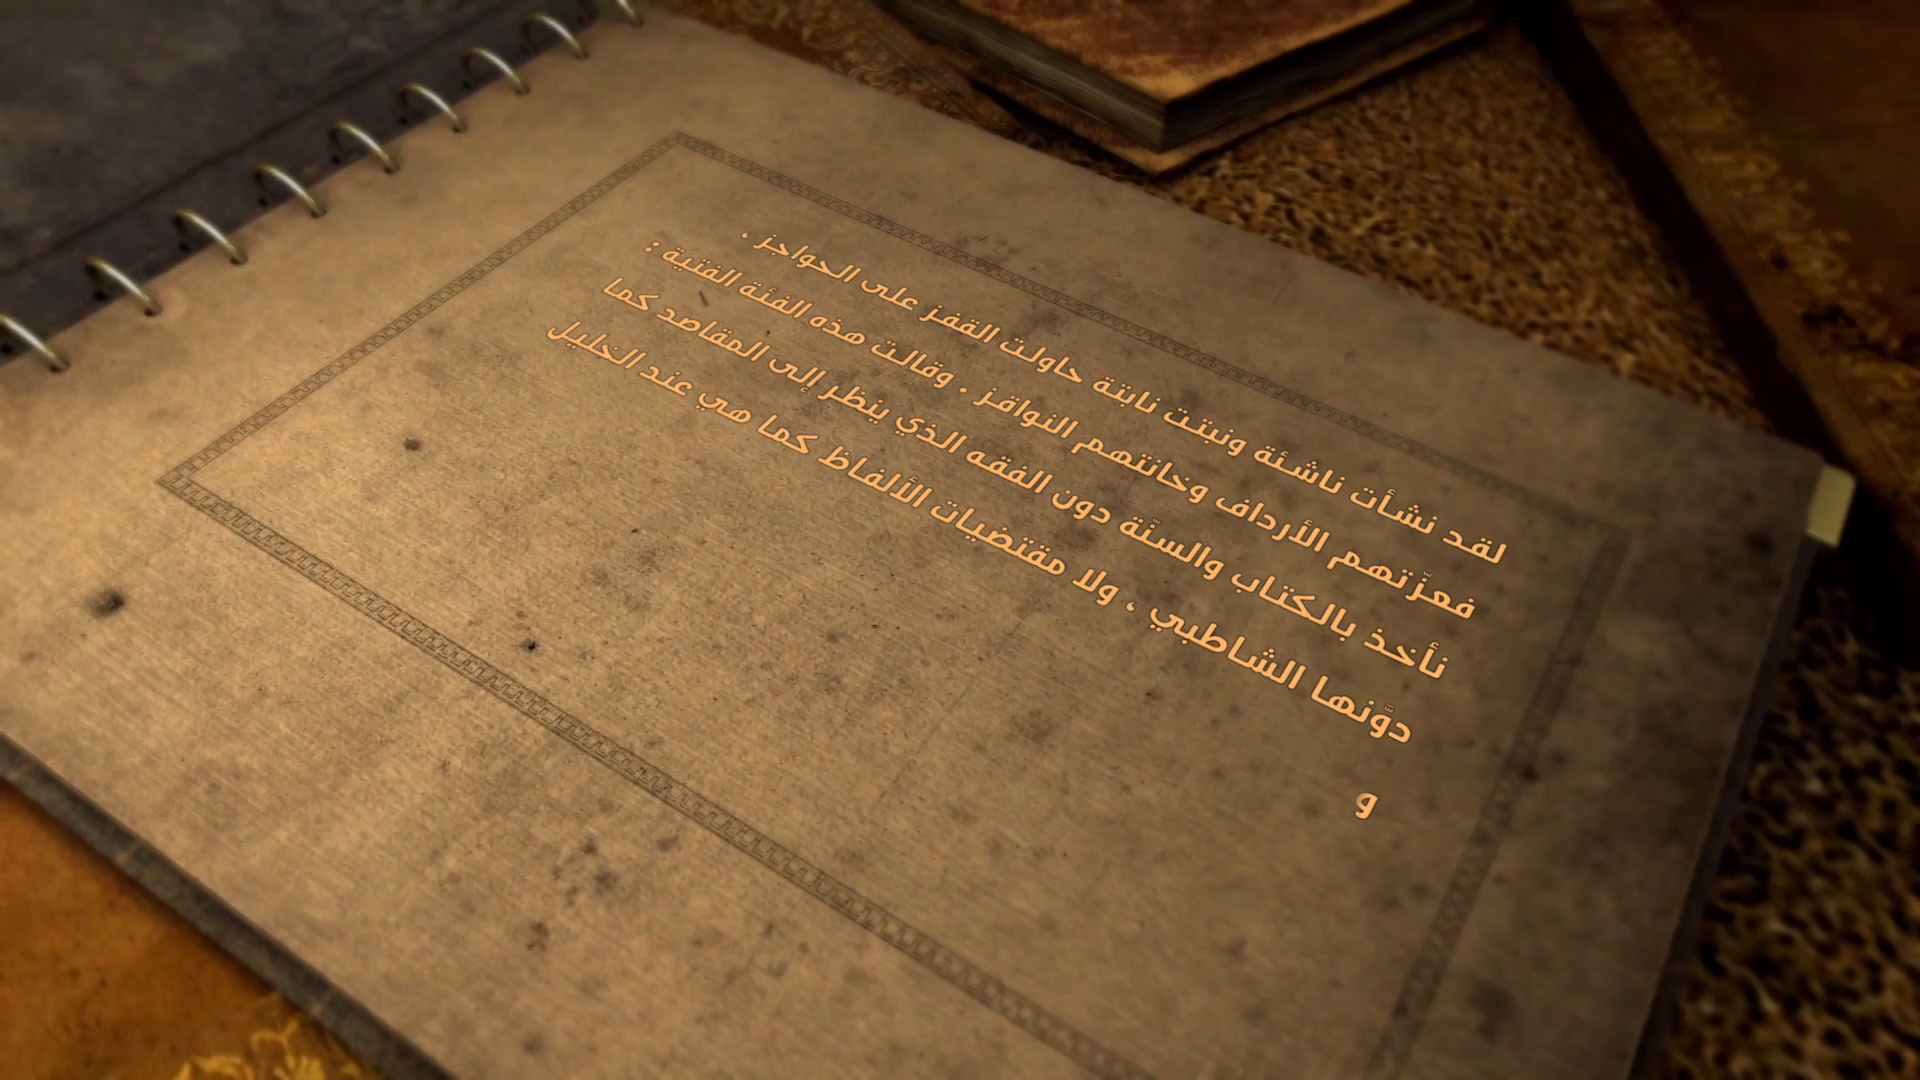 لقد نشأت ناشئة ونبتت نابتة حاولت القفز على الحواجز ،
فعزّتهم الأرداف وخانتهم النواقز . وقالت هذه الفئة الفتية :
نأخذ بالكتاب والسنّة دون الفقه الذي ينظر إلى المقاصد كما
دوّنها الشاطبي ، ولا مقتضيات الألفاظ كما هي عند الخليل
و